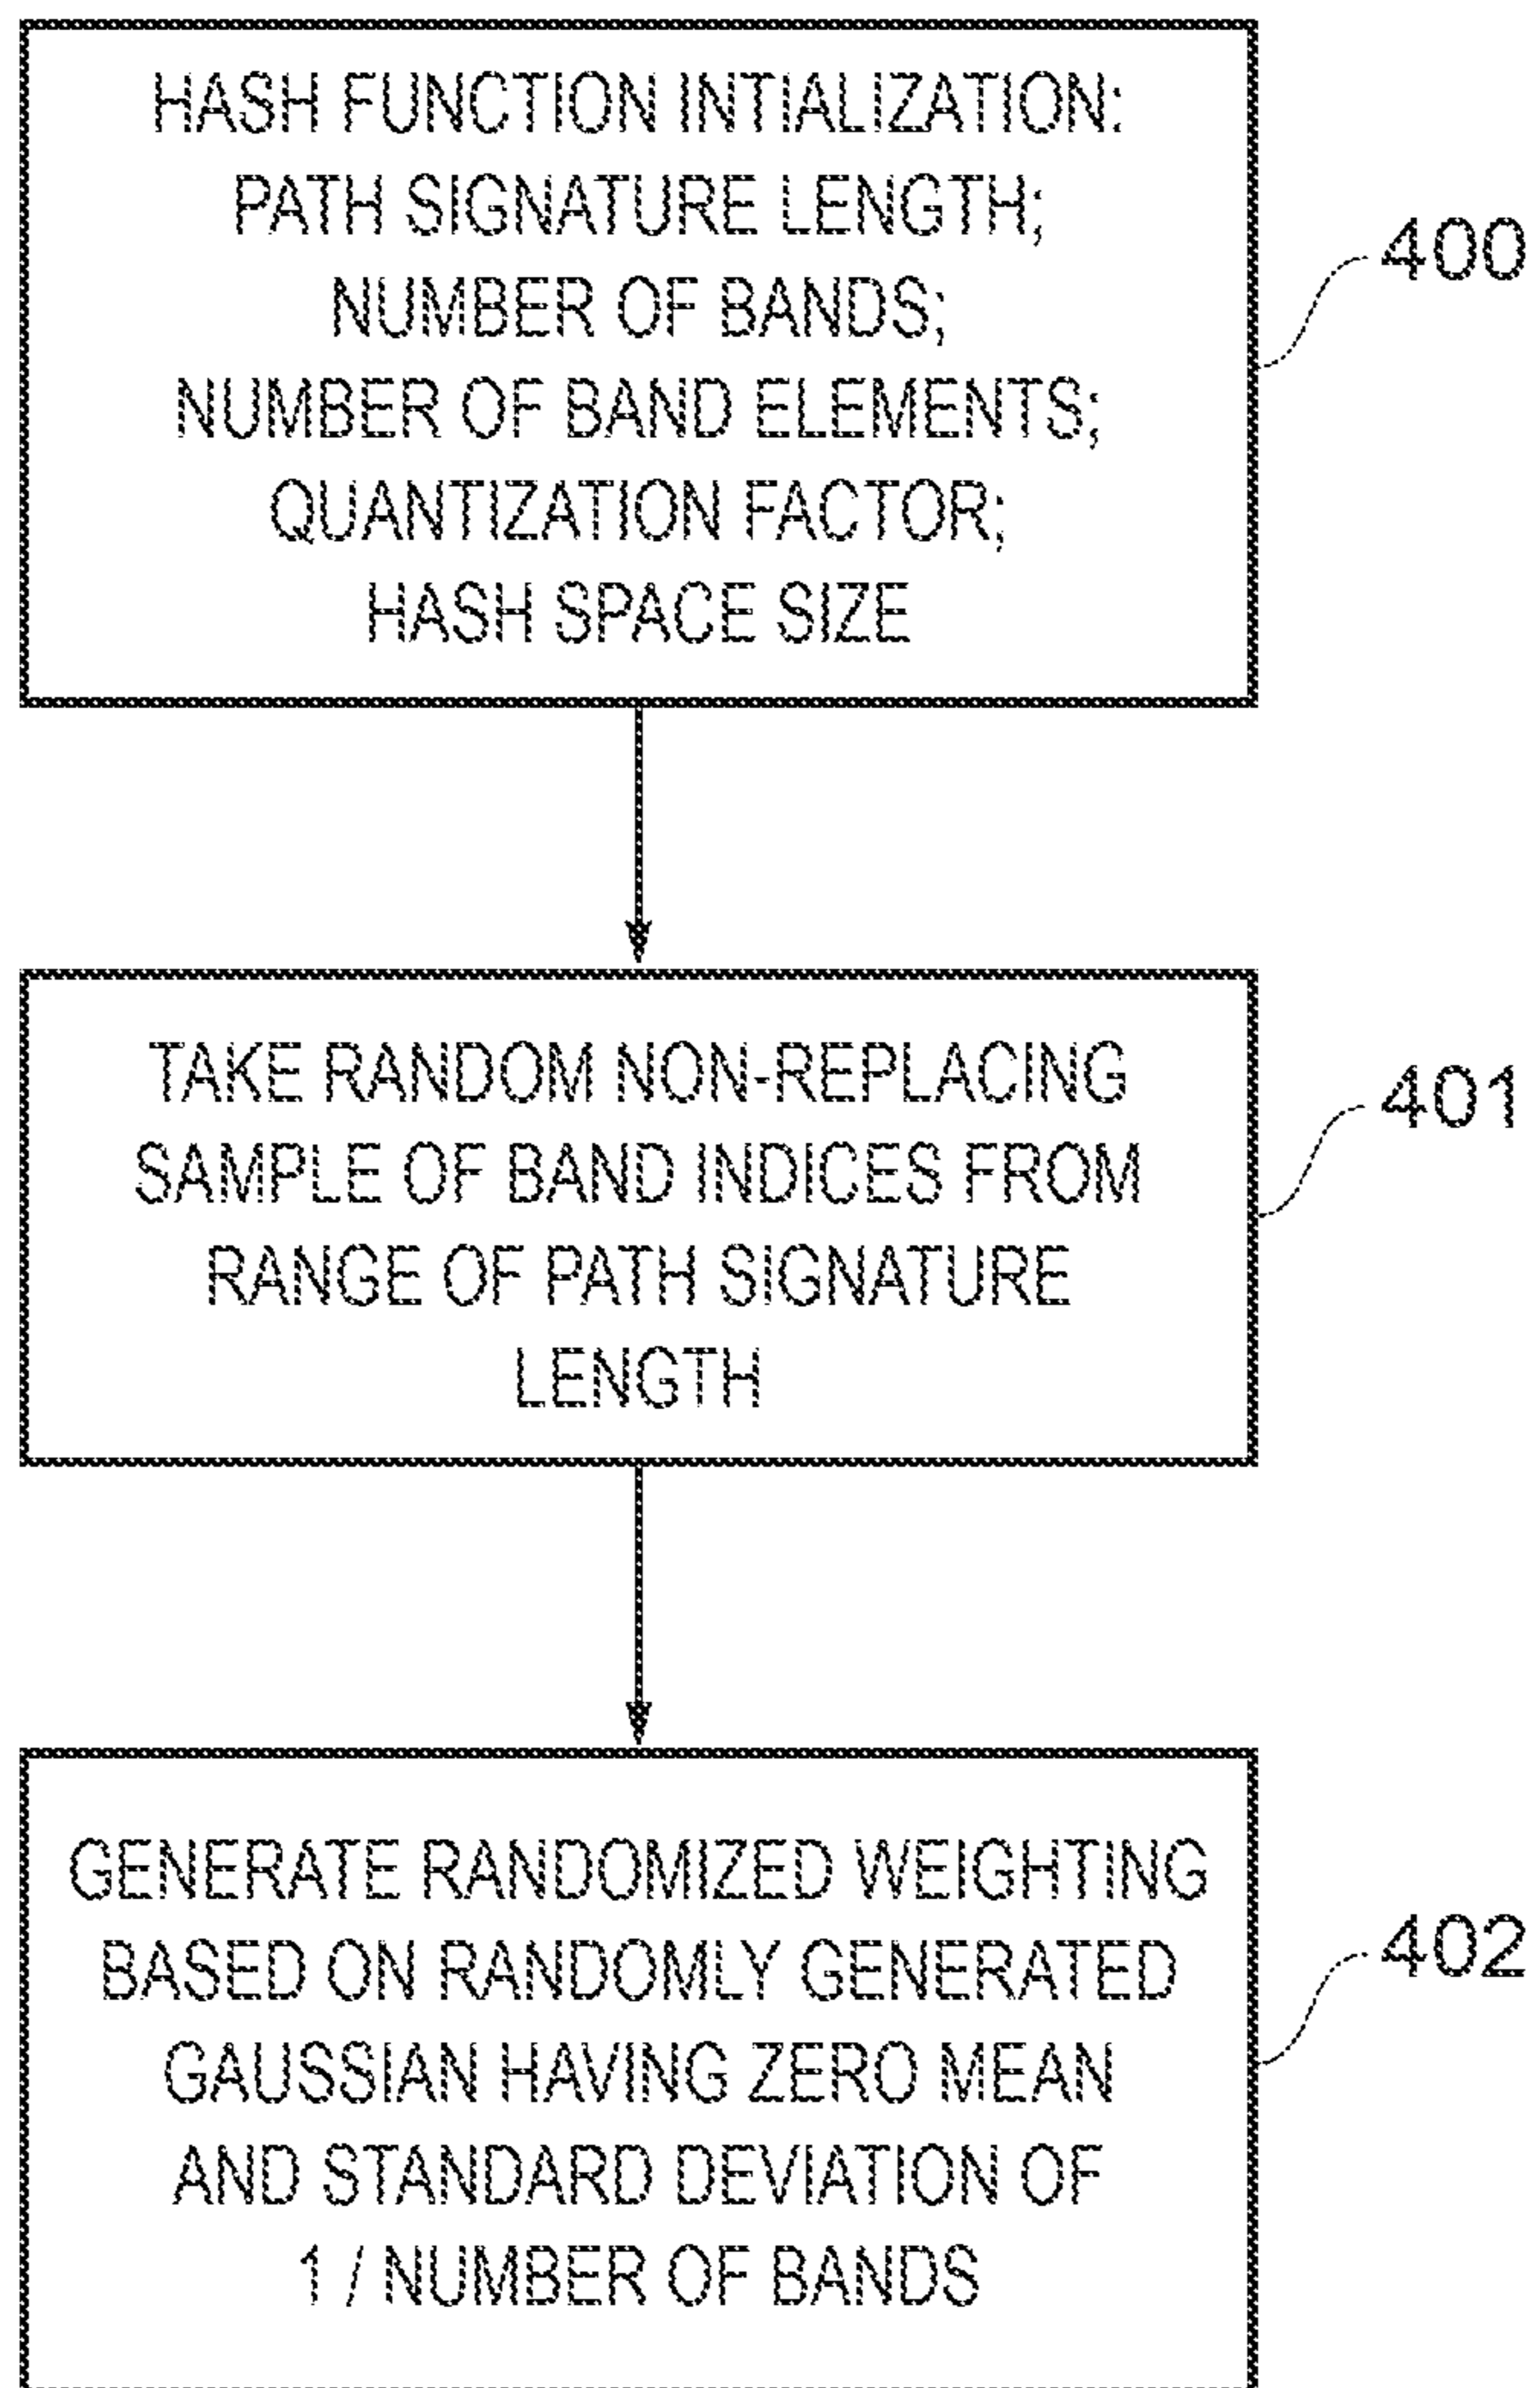 HASH FUNCTION INTIALIZATION:
PATH SIGNATURE LENGTH;
NUMBER OF BANDS;
NUMBER OF BAND ELEMENTS;
QUANTIZATION FACTOR;
HASH SPACE SIZE
400
TAKE RANDOM NON-REPLACING
SAMPLE OF BAND INDICES FROM
RANGE OF PATH SIGNATURE
LENGTH
401
GENERATE RANDOMIZED WEIGHTING
BASED ON RANDOMLY GENERATED
GAUSSIAN HAVING ZERO MEAN
AND STANDARD DEVIATION OF
1 / NUMBER OF BANDS
402